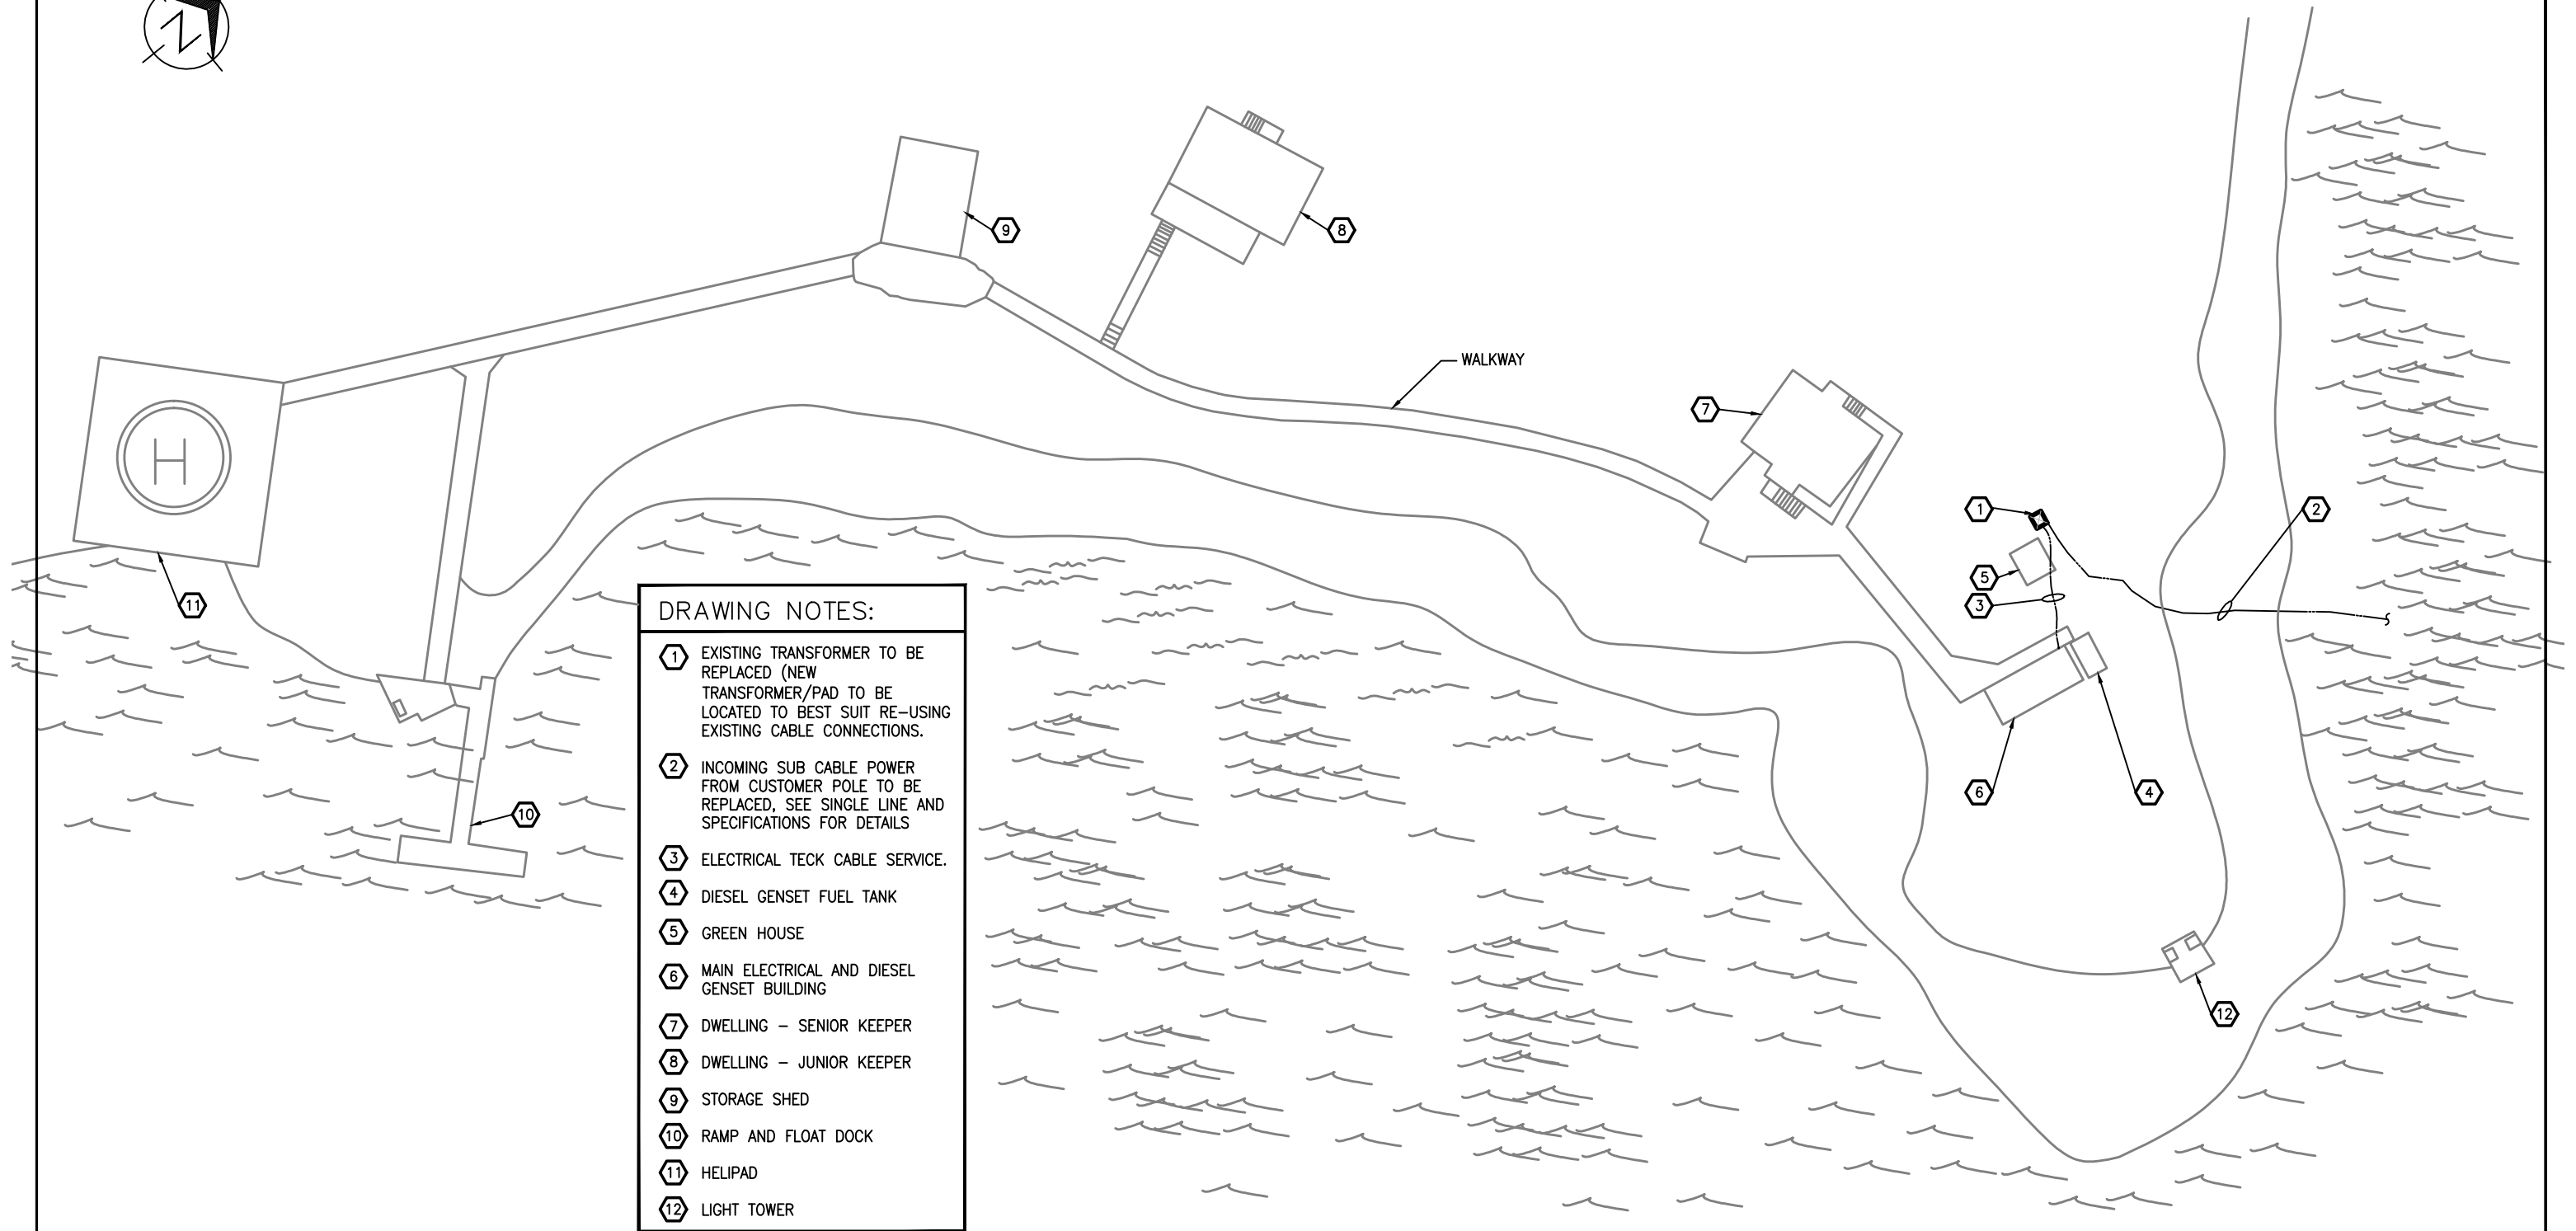 N
9
8
WALKWAY
7
H
1
2
5
3
11
DRAWING NOTES:
1 EXISTING TRANSFORMER TO BE
REPLACED (NEW
TRANSFORMER/PAD TO BE
LOCATED TO BEST SUIT RE-USING
EXISTING CABLE CONNECTIONS.
2 INCOMING SUB CABLE POWER
FROM CUSTOMER POLE TO BE
REPLACED, SEE SINGLE LINE AND
SPECIFICATIONS FOR DETAILS
3 ELECTRICAL TECK CABLE SERVICE.
4 DIESEL GENSET FUEL TANK
5 GREEN HOUSE
6 MAIN ELECTRICAL AND DIESEL
GENSET BUILDING
7 DWELLING - SENIOR KEEPER
8 DWELLING - JUNIOR KEEPER
9 STORAGE SHED
10 RAMP AND FLOAT DOCK
11 HELIPAD
12 LIGHT TOWER
10
6
4
12